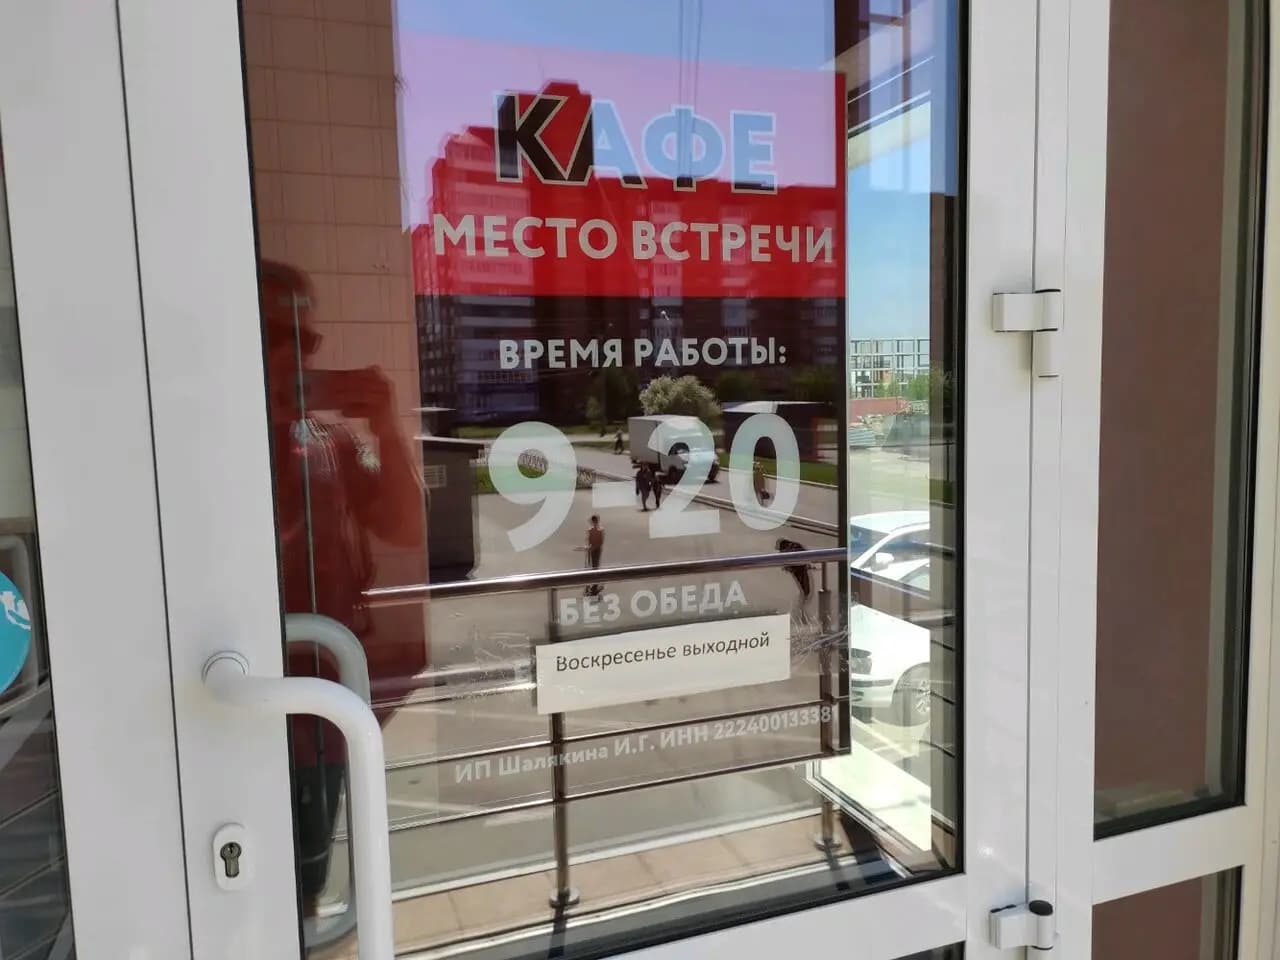 КАФЕ
МЕСТО ВСТРЕЧИ
ВРЕМЯ РАБОТЫ:
9-20
БЕЗ ОБЕДА
Воскресенье выходной
ИП Шалякина И.Г. ИНН 222400133381